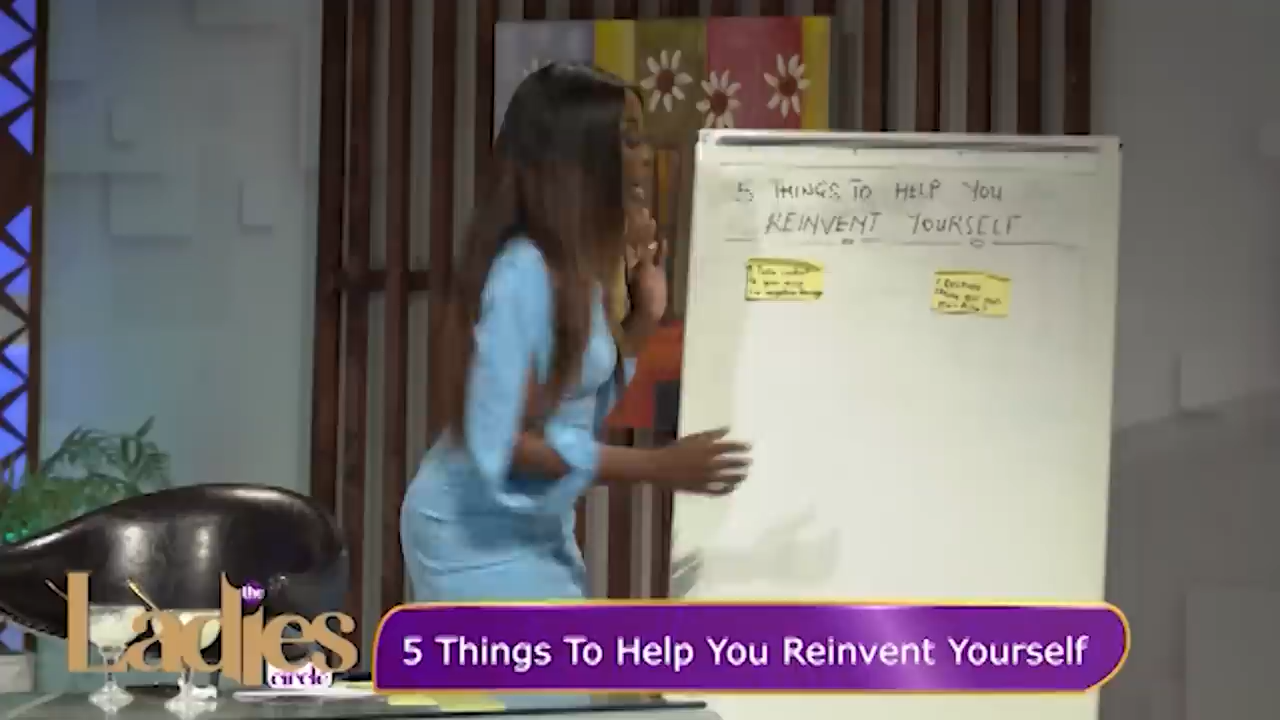 5 THINGS TO HELP YOU
REINVENT YOURSELF
the
Ladies
circle
5 Things To Help You Reinvent Yourself